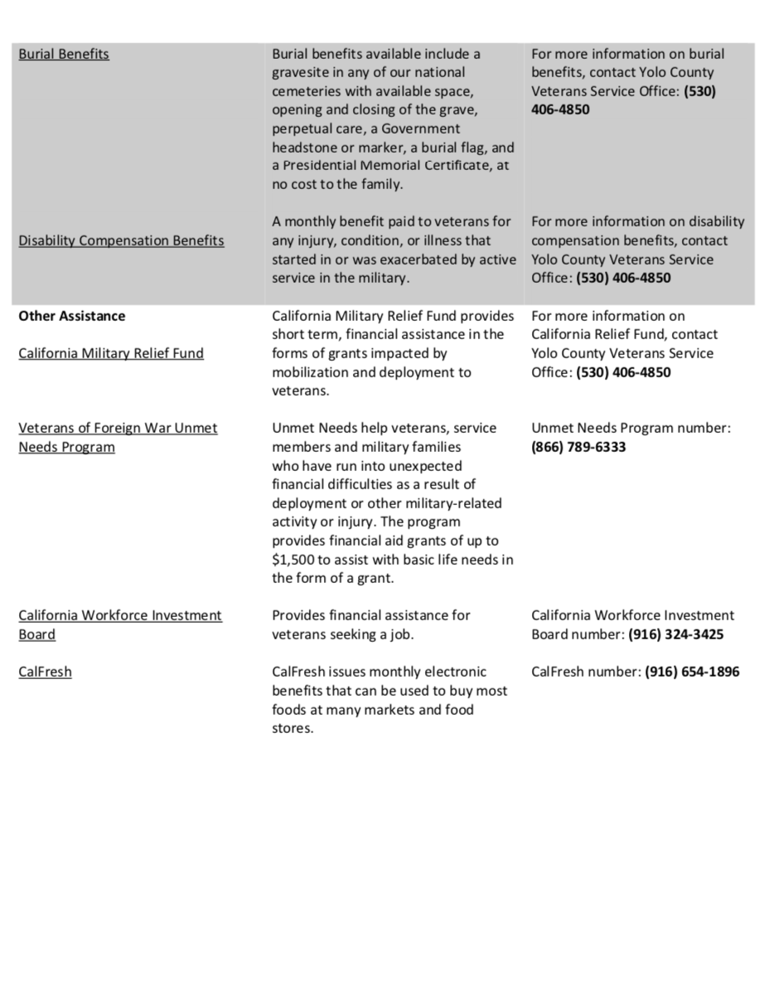 Burial Benefits
Burial benefits available include a
gravesite in any of our national
cemeteries with available space,
opening and closing of the grave,
perpetual care, a Government
headstone or marker, a burial flag, and
a Presidential Memorial Certificate, at
no cost to the family.
For more information on burial
benefits, contact Yolo County
Veterans Service Office: (530)
406-4850
Disability Compensation Benefits
A monthly benefit paid to veterans for
any injury, condition, or illness that
started in or was exacerbated by active
service in the military.
For more information on disability
compensation benefits, contact
Yolo County Veterans Service
Office: (530) 406-4850
Other Assistance
California Military Relief Fund
California Military Relief Fund provides
short term, financial assistance in the
forms of grants impacted by
mobilization and deployment to
veterans.
For more information on
California Relief Fund, contact
Yolo County Veterans Service
Office: (530) 406-4850
Veterans of Foreign War Unmet
Needs Program
Unmet Needs help veterans, service
members and military families
who have run into unexpected
financial difficulties as a result of
deployment or other military-related
activity or injury. The program
provides financial aid grants of up to
$1,500 to assist with basic life needs in
the form of a grant.
Unmet Needs Program number:
(866) 789-6333
California Workforce Investment
Board
Provides financial assistance for
veterans seeking a job.
California Workforce Investment
Board number: (916) 324-3425
CalFresh
CalFresh issues monthly electronic
benefits that can be used to buy most
foods at many markets and food
stores.
CalFresh number: (916) 654-1896